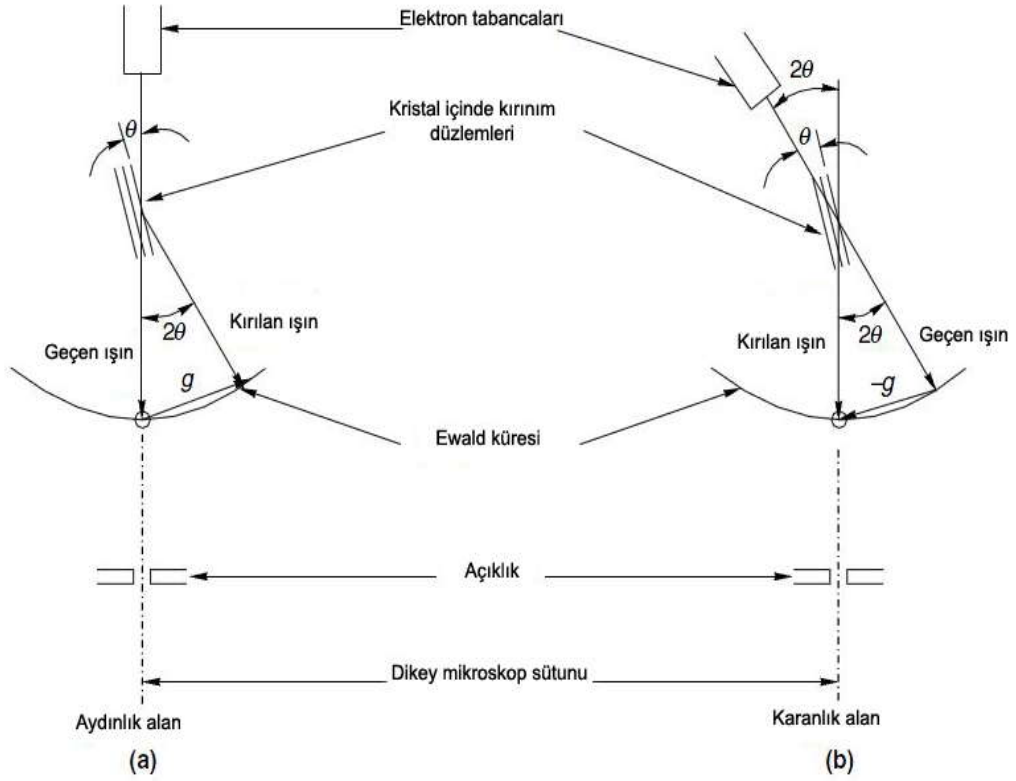 Elektron tabancaları
2θ
θ
Kristal içinde kırınım
düzlemleri
θ
2θ
Kırılan ışın
Geçen ışın
g
Kırılan ışın
2θ
Geçen ışın
–g
Ewald küresi
Açıklık
Dikey mikroskop sütunu
Aydınlık alan
Karanlık alan
(a)
(b)